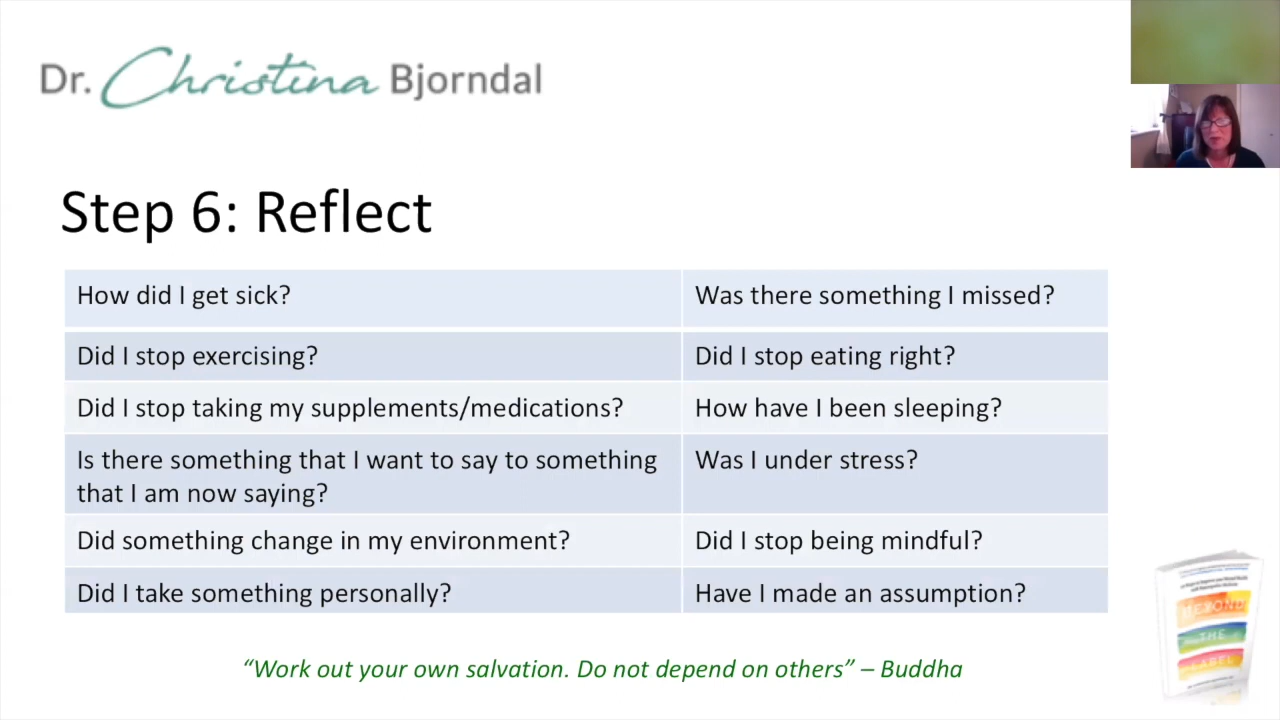 Dr. Christina Bjorndal
Step 6: Reflect
How did I get sick?
Was there something I missed?
Did I stop exercising?
Did I stop eating right?
Did I stop taking my supplements/medications?
How have I been sleeping?
Is there something that I want to say to something
that I am now saying?
Was I under stress?
Did something change in my environment?
Did I stop being mindful?
Did I take something personally?
Have I made an assumption?
BEYOND
THE
LABEL
“Work out your own salvation. Do not depend on others” – Buddha